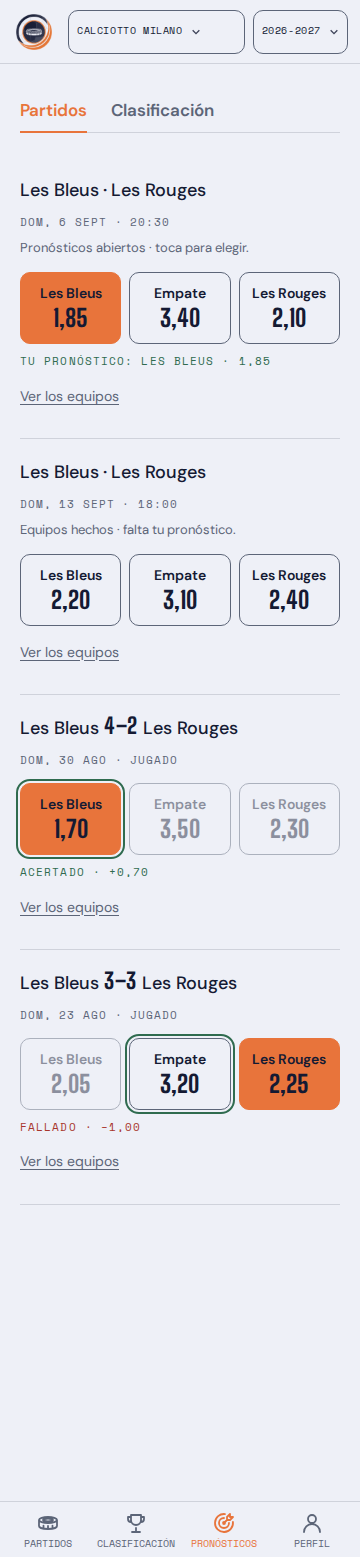 CALCIOTTO MILANO
2026-2027
Partidos Clasificación
Les Bleus · Les Rouges
DOM, 6 SEPT · 20:30
Pronósticos abiertos · toca para elegir.
Les Bleus Empate Les Rouges
1,85 3,40 2,10
TU PRONÓSTICO: LES BLEUS · 1,85
Ver los equipos
Les Bleus · Les Rouges
DOM, 13 SEPT · 18:00
Equipos hechos · falta tu pronóstico.
Les Bleus Empate Les Rouges
2,20 3,10 2,40
Ver los equipos
Les Bleus 4–2 Les Rouges
DOM, 30 AGO · JUGADO
Les Bleus Empate Les Rouges
1,70 3,50 2,30
ACERTADO · +0,70
Ver los equipos
Les Bleus 3–3 Les Rouges
DOM, 23 AGO · JUGADO
Les Bleus Empate Les Rouges
2,05 3,20 2,25
FALLADO · −1,00
Ver los equipos
PARTIDOS CLASIFICACIÓN PRONÓSTICOS PERFIL